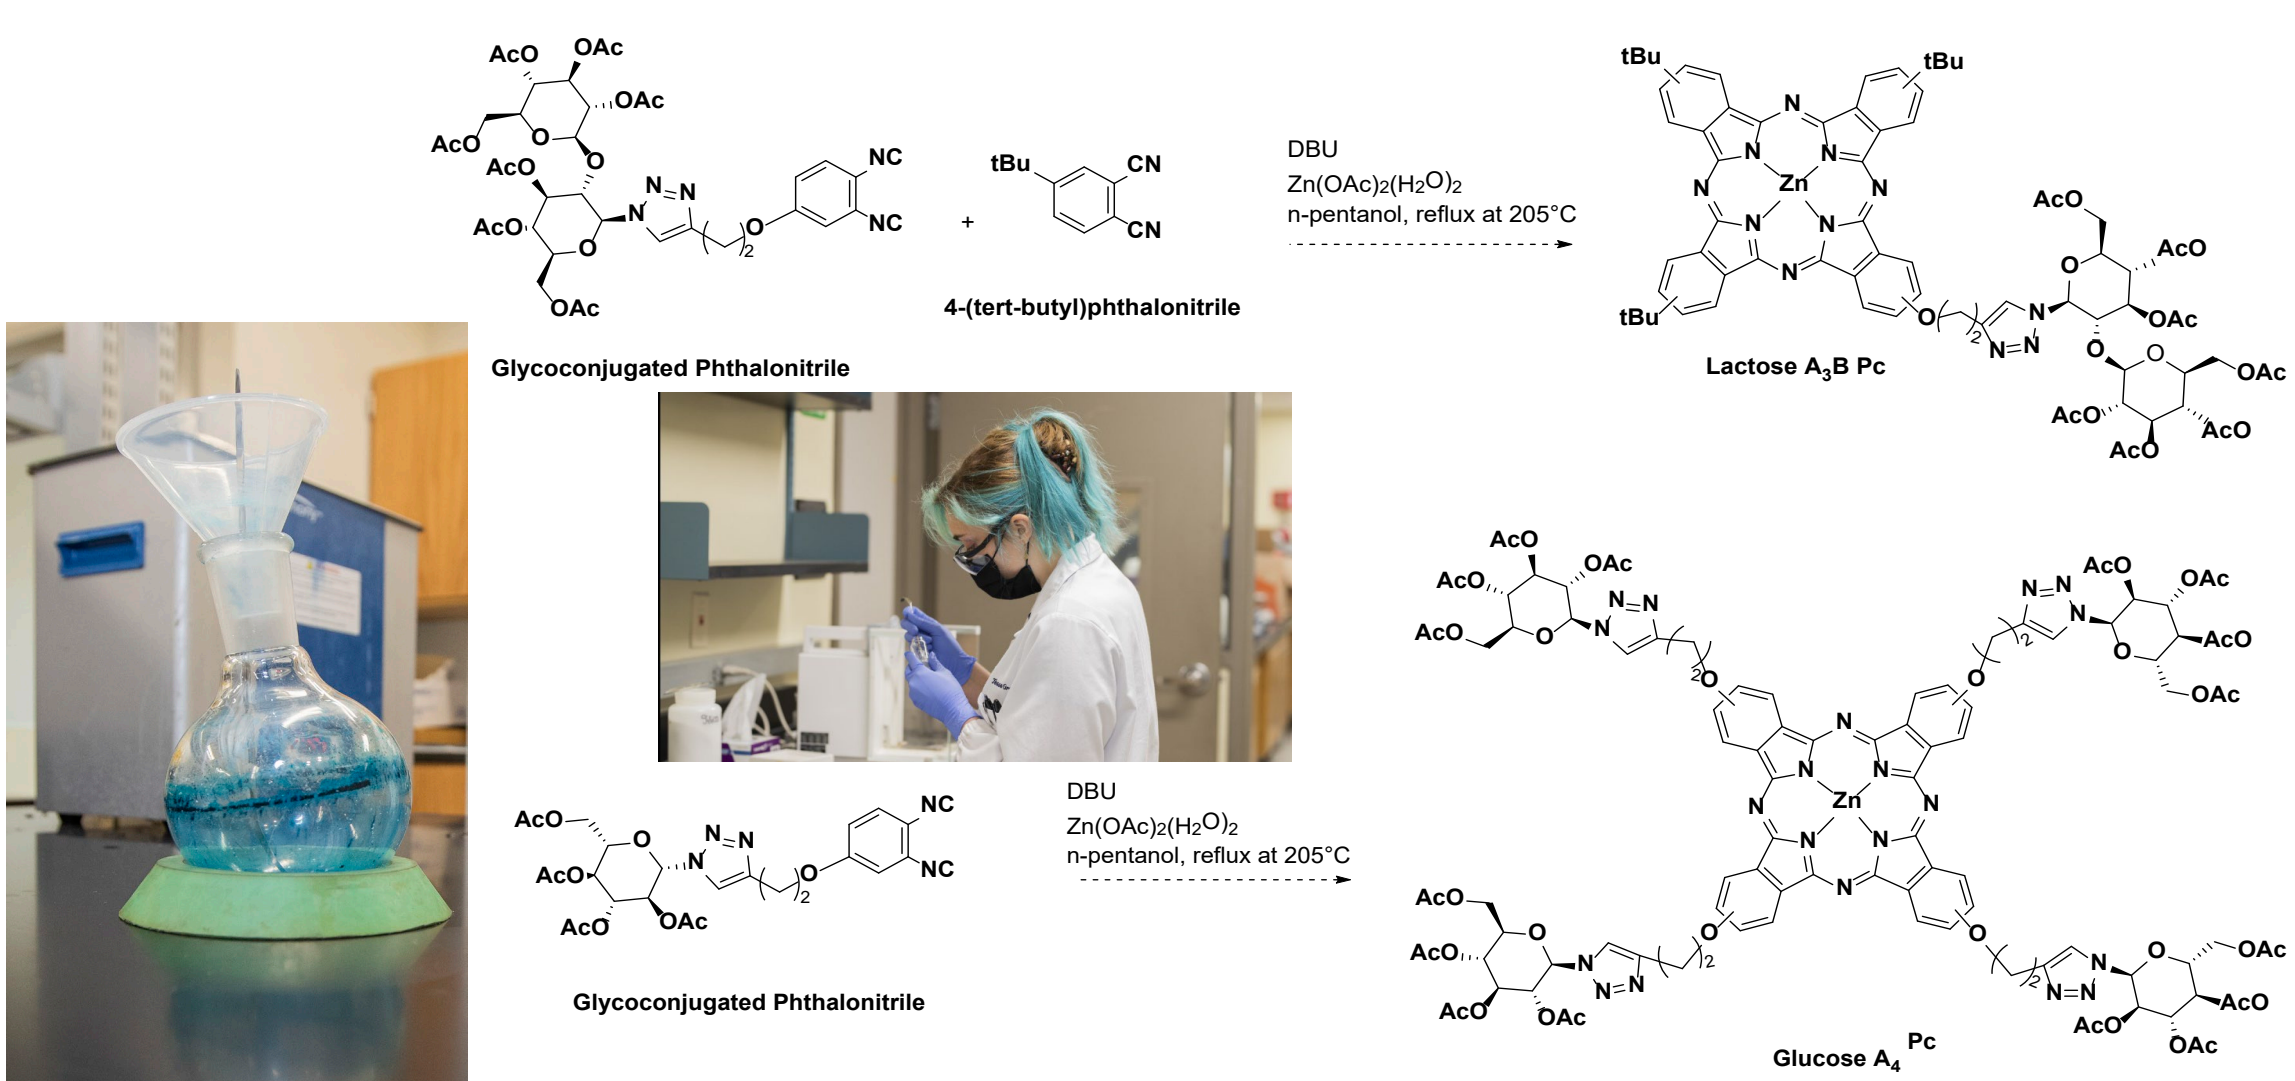 AcO
OAc
OAc
AcO
O
O
AcO
AcO
O
OAc
N
N
N
O
2
NC
NC
+
tBu
CN
CN
4-(tert-butyl)phthalonitrile
Glycoconjugated Phthalonitrile
DBU
Zn(OAc)2(H2O)2
n-pentanol, reflux at 205°C
tBu
tBu
N
N
N
Zn
N
N
N
N
N
tBu
O
2
N
N
N
AcO
O
AcO
OAc
O
O
OAc
AcO
AcO
AcO
Lactose A3B Pc
AcO
O
AcO
AcO
OAc
N
N
N
O
2
NC
NC
Glycoconjugated Phthalonitrile
DBU
Zn(OAc)2(H2O)2
n-pentanol, reflux at 205°C
AcO
OAc
AcO
AcO
O
N
N
N
2
O
AcO
OAc
AcO
OAc
O
N
N
N
2
O
N
N
N
Zn
N
N
N
N
N
AcO
O
AcO
AcO
OAc
N
N
N
2
O
O
2
N
N
N
O
OAc
AcO
AcO
OAc
Glucose A4 Pc